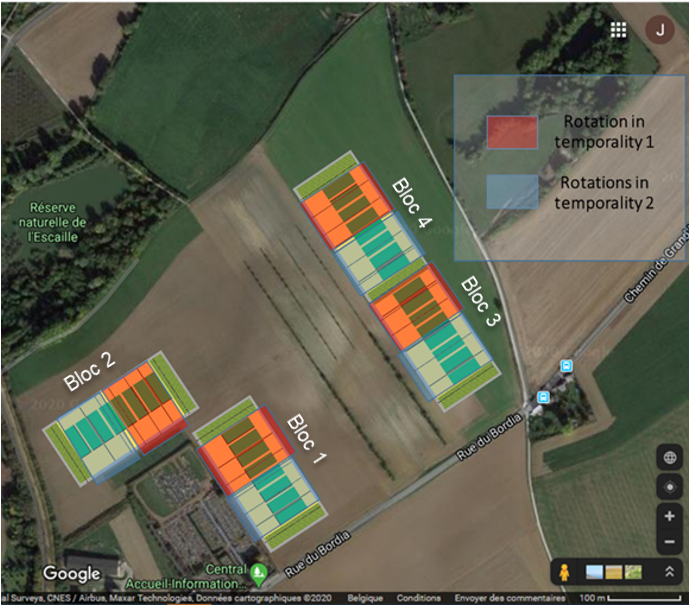 J
Rotation in
temporality 1
Rotations in
temporality 2
Réserve
naturelle de
l'Escaille
Bloc 4
Bloc 3
Chemin de Grand
Bloc 2
Bloc 1
Rue du Bordia
Rue du Bordia
Central
Accueil-Information...
Google
al Surveys, CNES / Airbus, Maxar Technologies, Données cartographiques ©2020 Belgique Conditions Envoyer des commentaires 100 m